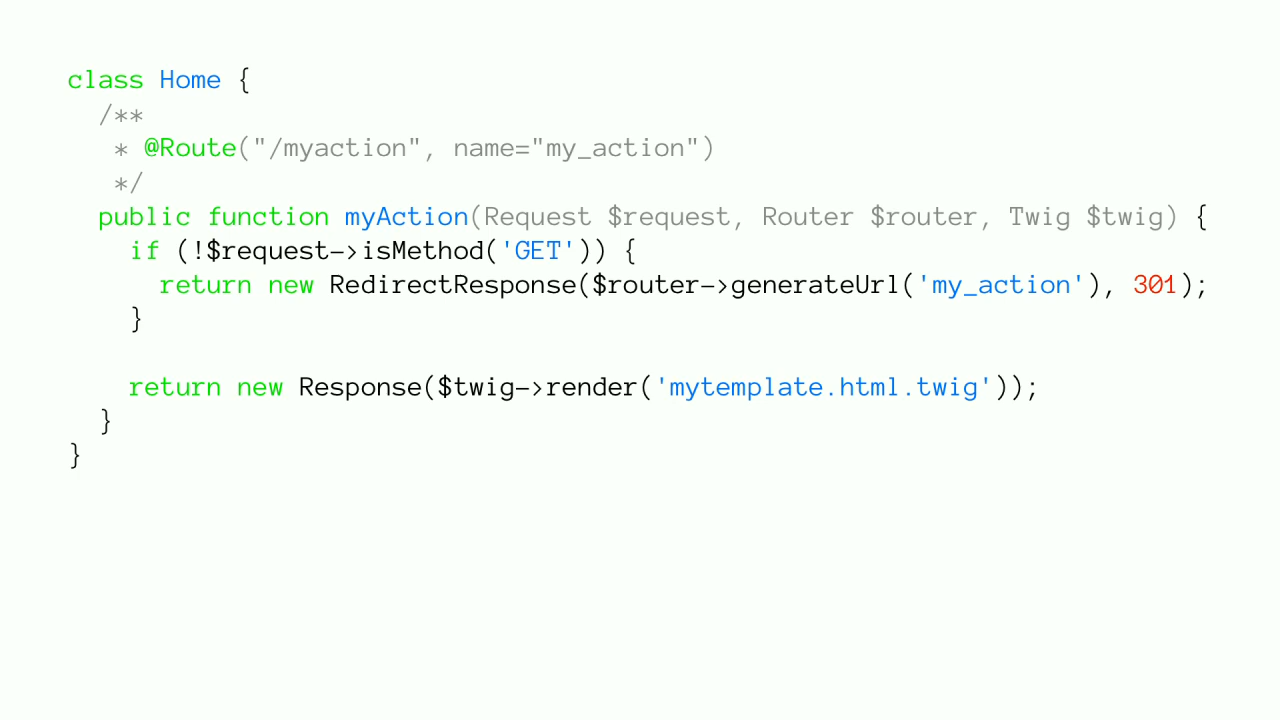 class Home {
  /**
   * @Route("/myaction", name="my_action")
   */
  public function myAction(Request $request, Router $router, Twig $twig) {
    if (!$request->isMethod('GET')) {
      return new RedirectResponse($router->generateUrl('my_action'), 301);
    }

    return new Response($twig->render('mytemplate.html.twig'));
  }
}